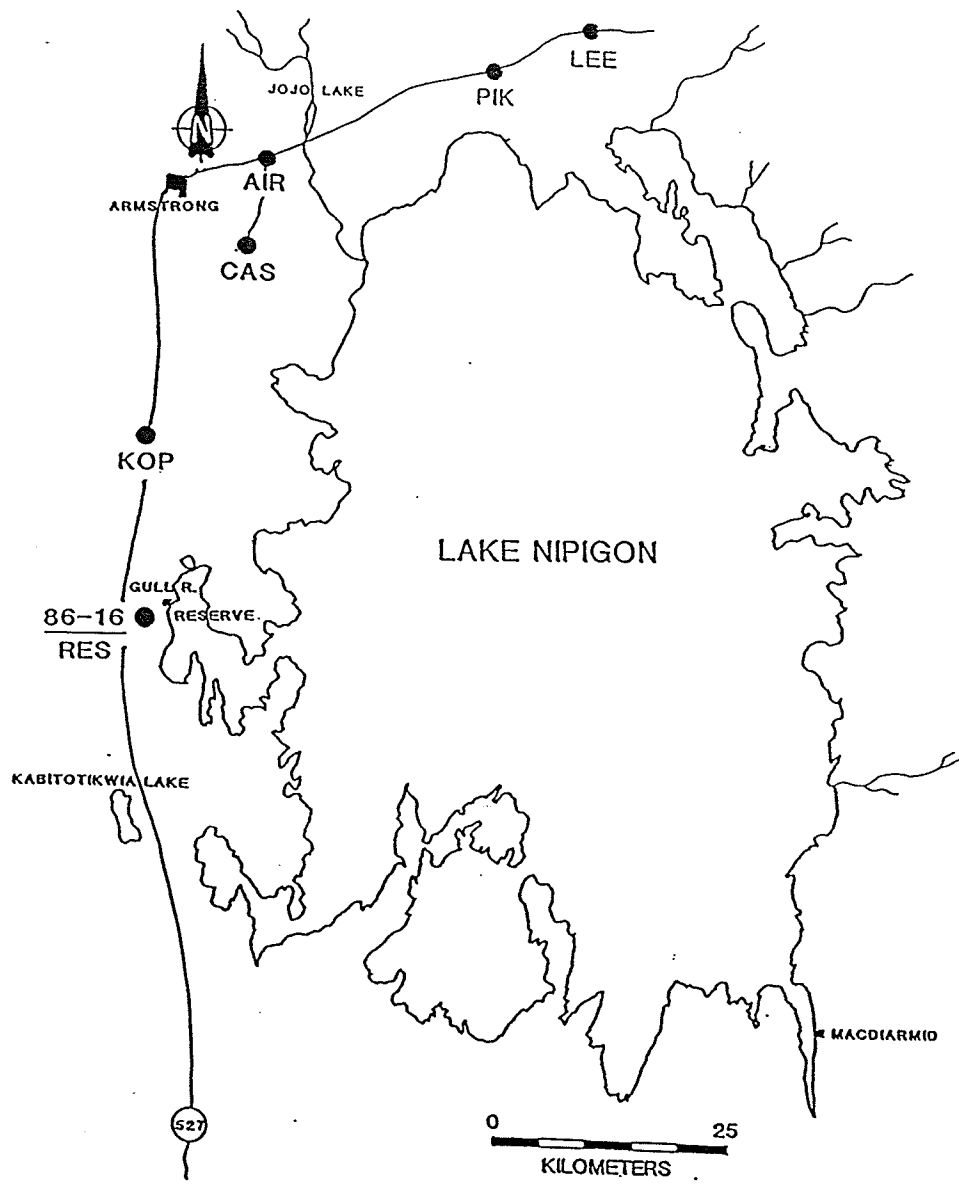 LEE
PIK
JOJO LAKE
N
AIR
ARMSTRONG
CAS
KOP
LAKE NIPIGON
GULL R.
RESERVE.
86-16
RES
KABITOTIKWIA LAKE
MACDIARMID
527
0 25
KILOMETERS